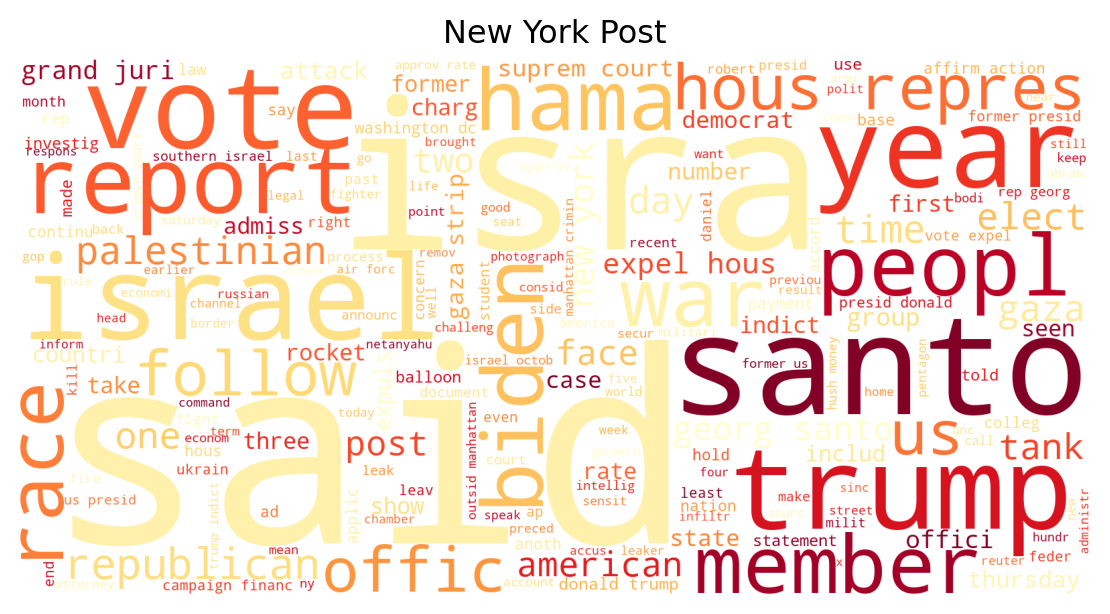 New York Post
grand juri law
attack
approv rate
former
suprem court
hous
robert presid
use
affirm action
month
rep
vote
say
isra
charg
hama
democrat
polit
base
repres
former presid
near
investig
respons
southern israel last
washington dc
brought
two
want
number
year
still
keep
report
go
past
fighter
life
point
approv
new york
day
daniel
first
bodi
rep georg
made
legal
saturday
admiss right
gaza strip
good
seat
manhattan crimin
recent
accord
time
elect
continu back
vote expel
gop
palestinian
process
remov
concern
well
student
photograph
expel hous
previou
result
peopl
earlier
air forc
israel
rule
economi
russian
channel
border
announc
consid
side
war
payment
presid donald
gaza
head
challeng
america
secur militari
indict
group
seen
inform
countri
kill
rocket
netanyahu
israel octob
face
santo
former us
take
follow
expuls
balloon
document
biden
case
five
world
hush money
home
pentagon
told
race
command
fight
today
said
even
georg santo
us
colleg
call
one
econom term
hous
three
post
outsid manhattan
week
court
govern
hold
includ
tank
ukrain
leak
rate
intellig
sensit
four
trump
make
sinc
fire
us presid
trump indict
ad
applic
show
leav
chamber
speak
ap
preced
least
nation
infiltr
street
milit
hundr
new
administr
mean
anoth
state
statement
offici
reuter
feder
end
republican
offic
accus leaker
american
member
x
attorney
campaign financ ny
account
donald trump
thursday